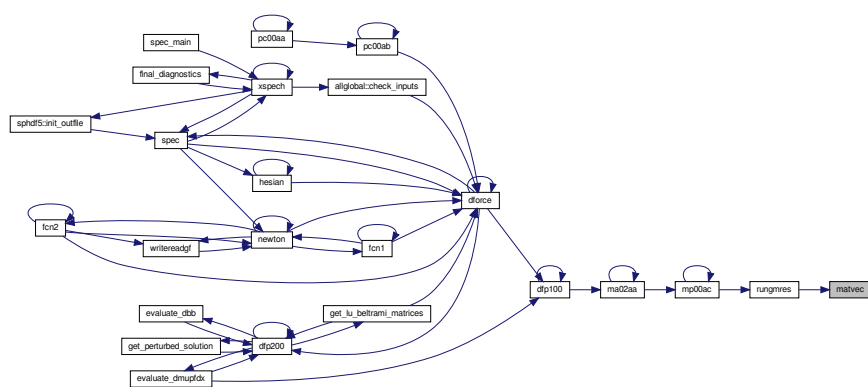 pc00aa
spec_main
pc00ab
final_diagnostics
xspech
allglobal::check_inputs
sphdf5::init_outfile
spec
hesian
dforce
fcn2
newton
writereadgf
fcn1
dfp100
ma02aa
mp00ac
rungmres
matvec
evaluate_dbb
get_lu_beltrami_matrices
get_perturbed_solution
dfp200
evaluate_dmupfdx